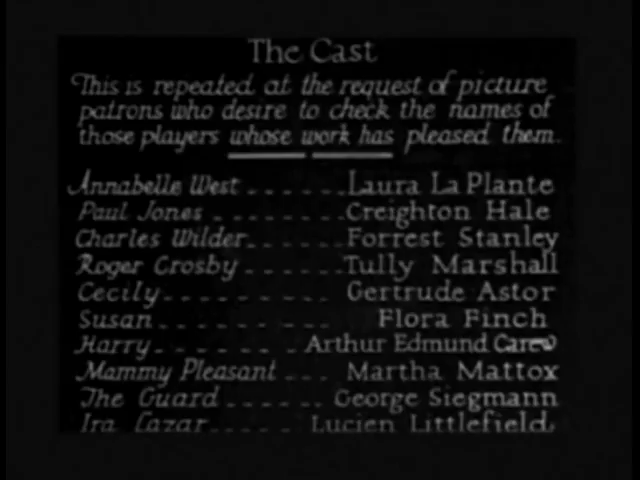 The Cast
This is repeated at the request of picture
patrons who desire to check the names of
those players whose work has pleased them.
Annabelle West ------ Laura La Plante
Paul Jones -------- Creighton Hale
Charles Wilder ------ Forrest Stanley
Roger Crosby ------ Tully Marshall
Cecily ---------- Gertrude Astor
Susan ---------- Flora Finch
Harry -------- Arthur Edmund Carew
Mammy Pleasant --- Martha Mattox
The Guard ------ George Siegmann
Ira Lazar ----- Lucien Littlefield